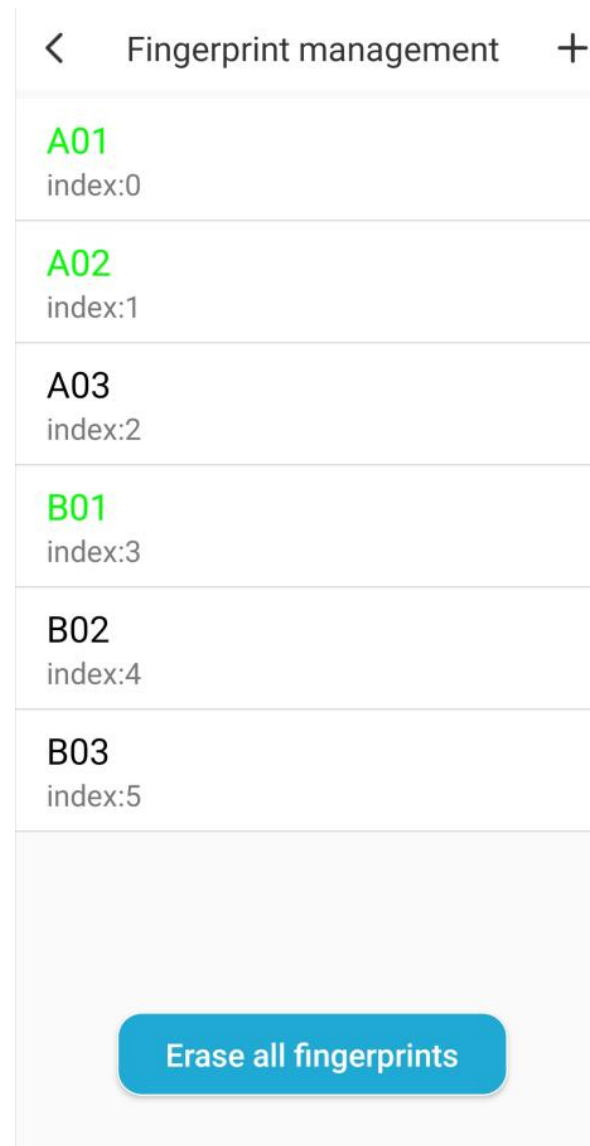 Fingerprint management
A01
index:0
A02
index:1
A03
index:2
B01
index:3
B02
index:4
B03
index:5
Erase all fingerprints